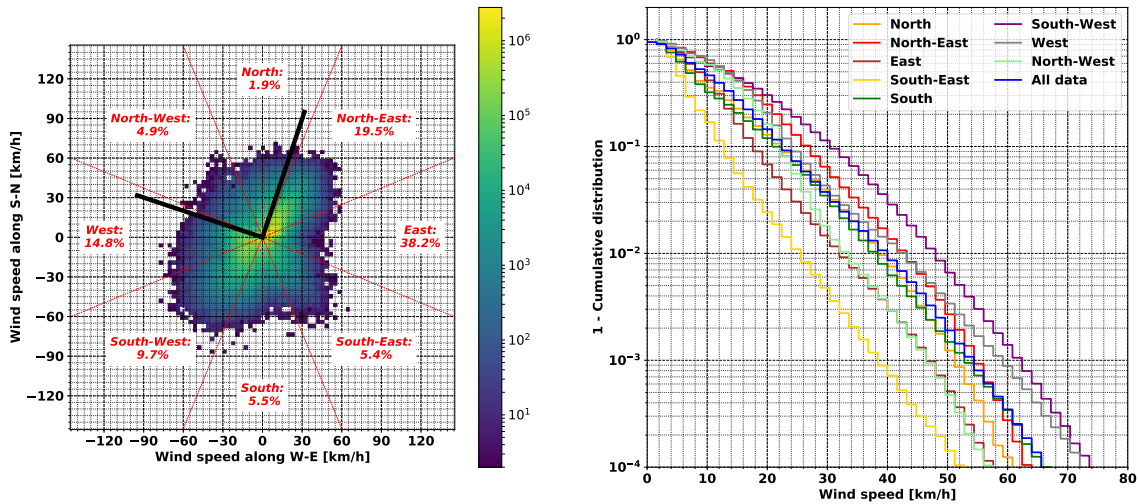 North:
1.9%
North-West:
4.9%
North-East:
19.5%
West:
14.8%
East:
38.2%
South-West:
9.7%
South-East:
5.4%
South:
5.5%
120
90
60
30
0
−30
−60
−90
−120
Wind speed along S-N [km/h]
−120 −90 −60 −30 0 30 60 90 120
Wind speed along W-E [km/h]
10^6
10^5
10^4
10^3
10^2
10^1
North
North-East
East
South-East
South
South-West
West
North-West
All data
10^0
10^−1
10^−2
10^−3
10^−4
1 - Cumulative distribution
0 10 20 30 40 50 60 70 80
Wind speed [km/h]